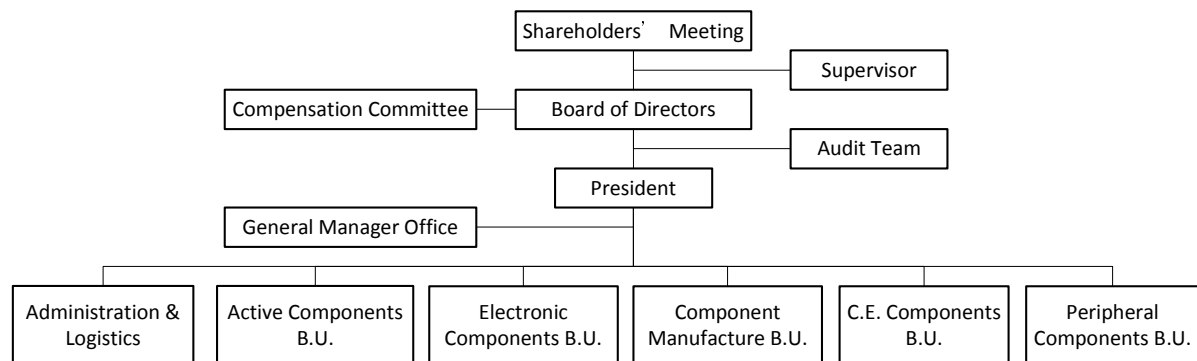 Shareholders’ Meeting
Supervisor
Compensation Committee
Board of Directors
Audit Team
President
General Manager Office
Administration &
Logistics
Active Components
B.U.
Electronic
Components B.U.
Component
Manufacture B.U.
C.E. Components
B.U.
Peripheral
Components B.U.